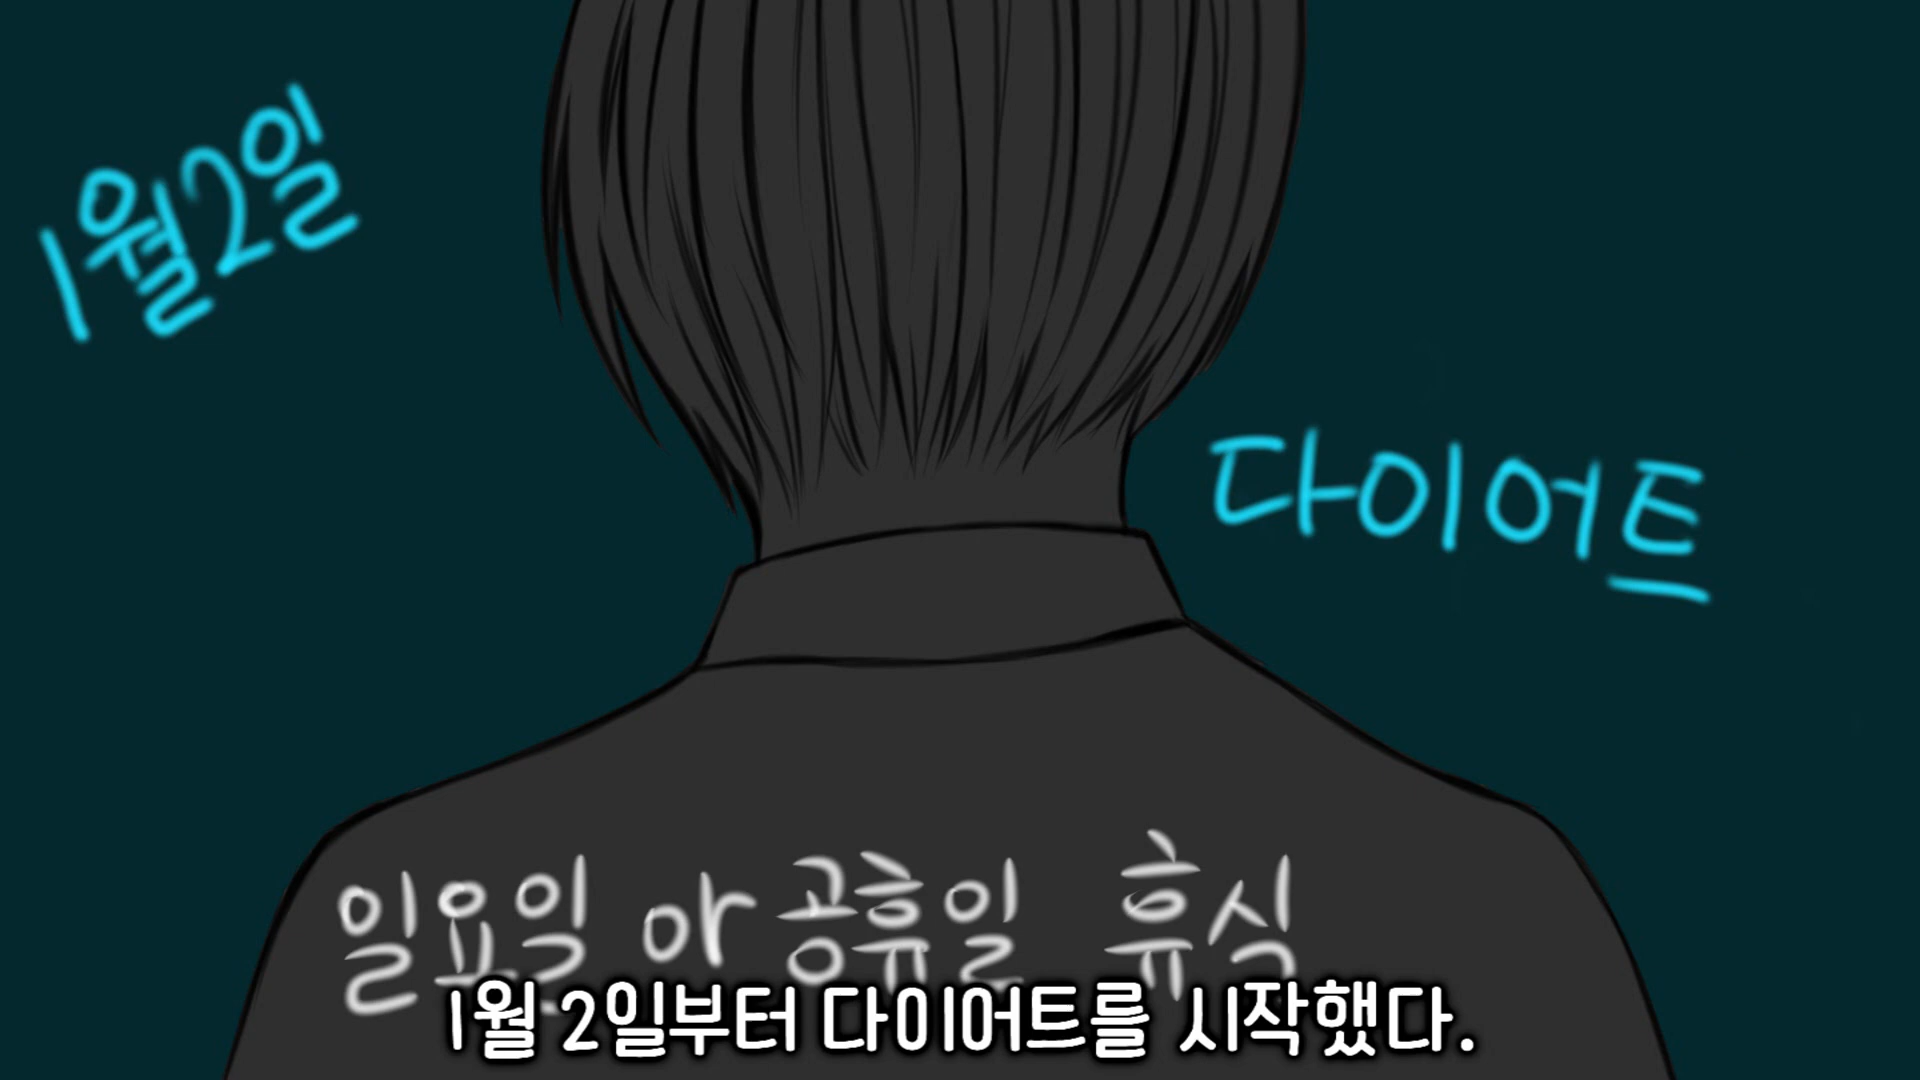 1월2일
다이어트
일요일 아 공휴일 휴식
1월 2일부터 다이어트를 시작했다.